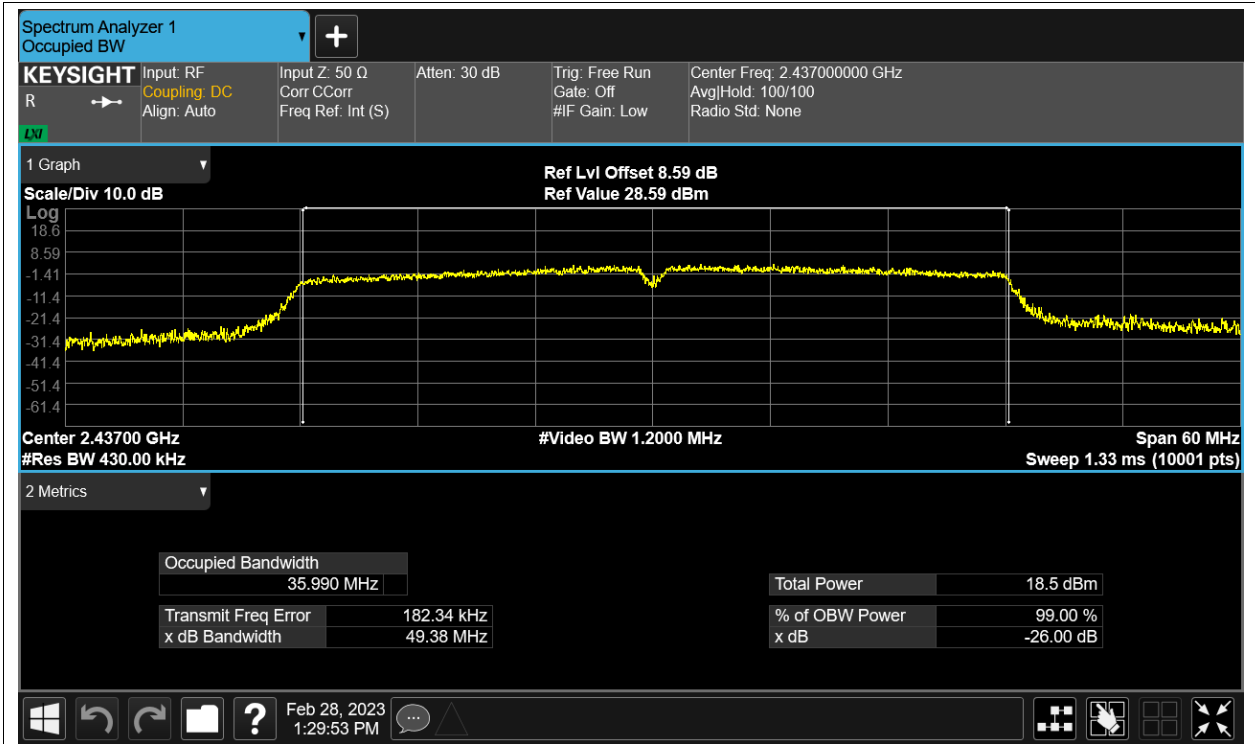 Spectrum Analyzer 1
Occupied BW
KEYSIGHT
R
LXI
Input: RF
Coupling: DC
Align: Auto
Input Z: 50 Ω
Corr CCorr
Freq Ref: Int (S)
Atten: 30 dB
Trig: Free Run
Gate: Off
#IF Gain: Low
Center Freq: 2.437000000 GHz
Avg|Hold: 100/100
Radio Std: None
1 Graph
Scale/Div 10.0 dB
Ref Lvl Offset 8.59 dB
Ref Value 28.59 dBm
Log
18.6
8.59
-1.41
-11.4
-21.4
-31.4
-41.4
-51.4
-61.4
Center 2.43700 GHz
#Video BW 1.2000 MHz
Span 60 MHz
#Res BW 430.00 kHz
Sweep 1.33 ms (10001 pts)
2 Metrics
Occupied Bandwidth
35.990 MHz
Total Power 18.5 dBm
Transmit Freq Error 182.34 kHz
% of OBW Power 99.00 %
x dB Bandwidth 49.38 MHz
x dB -26.00 dB
?
Feb 28, 2023
1:29:53 PM